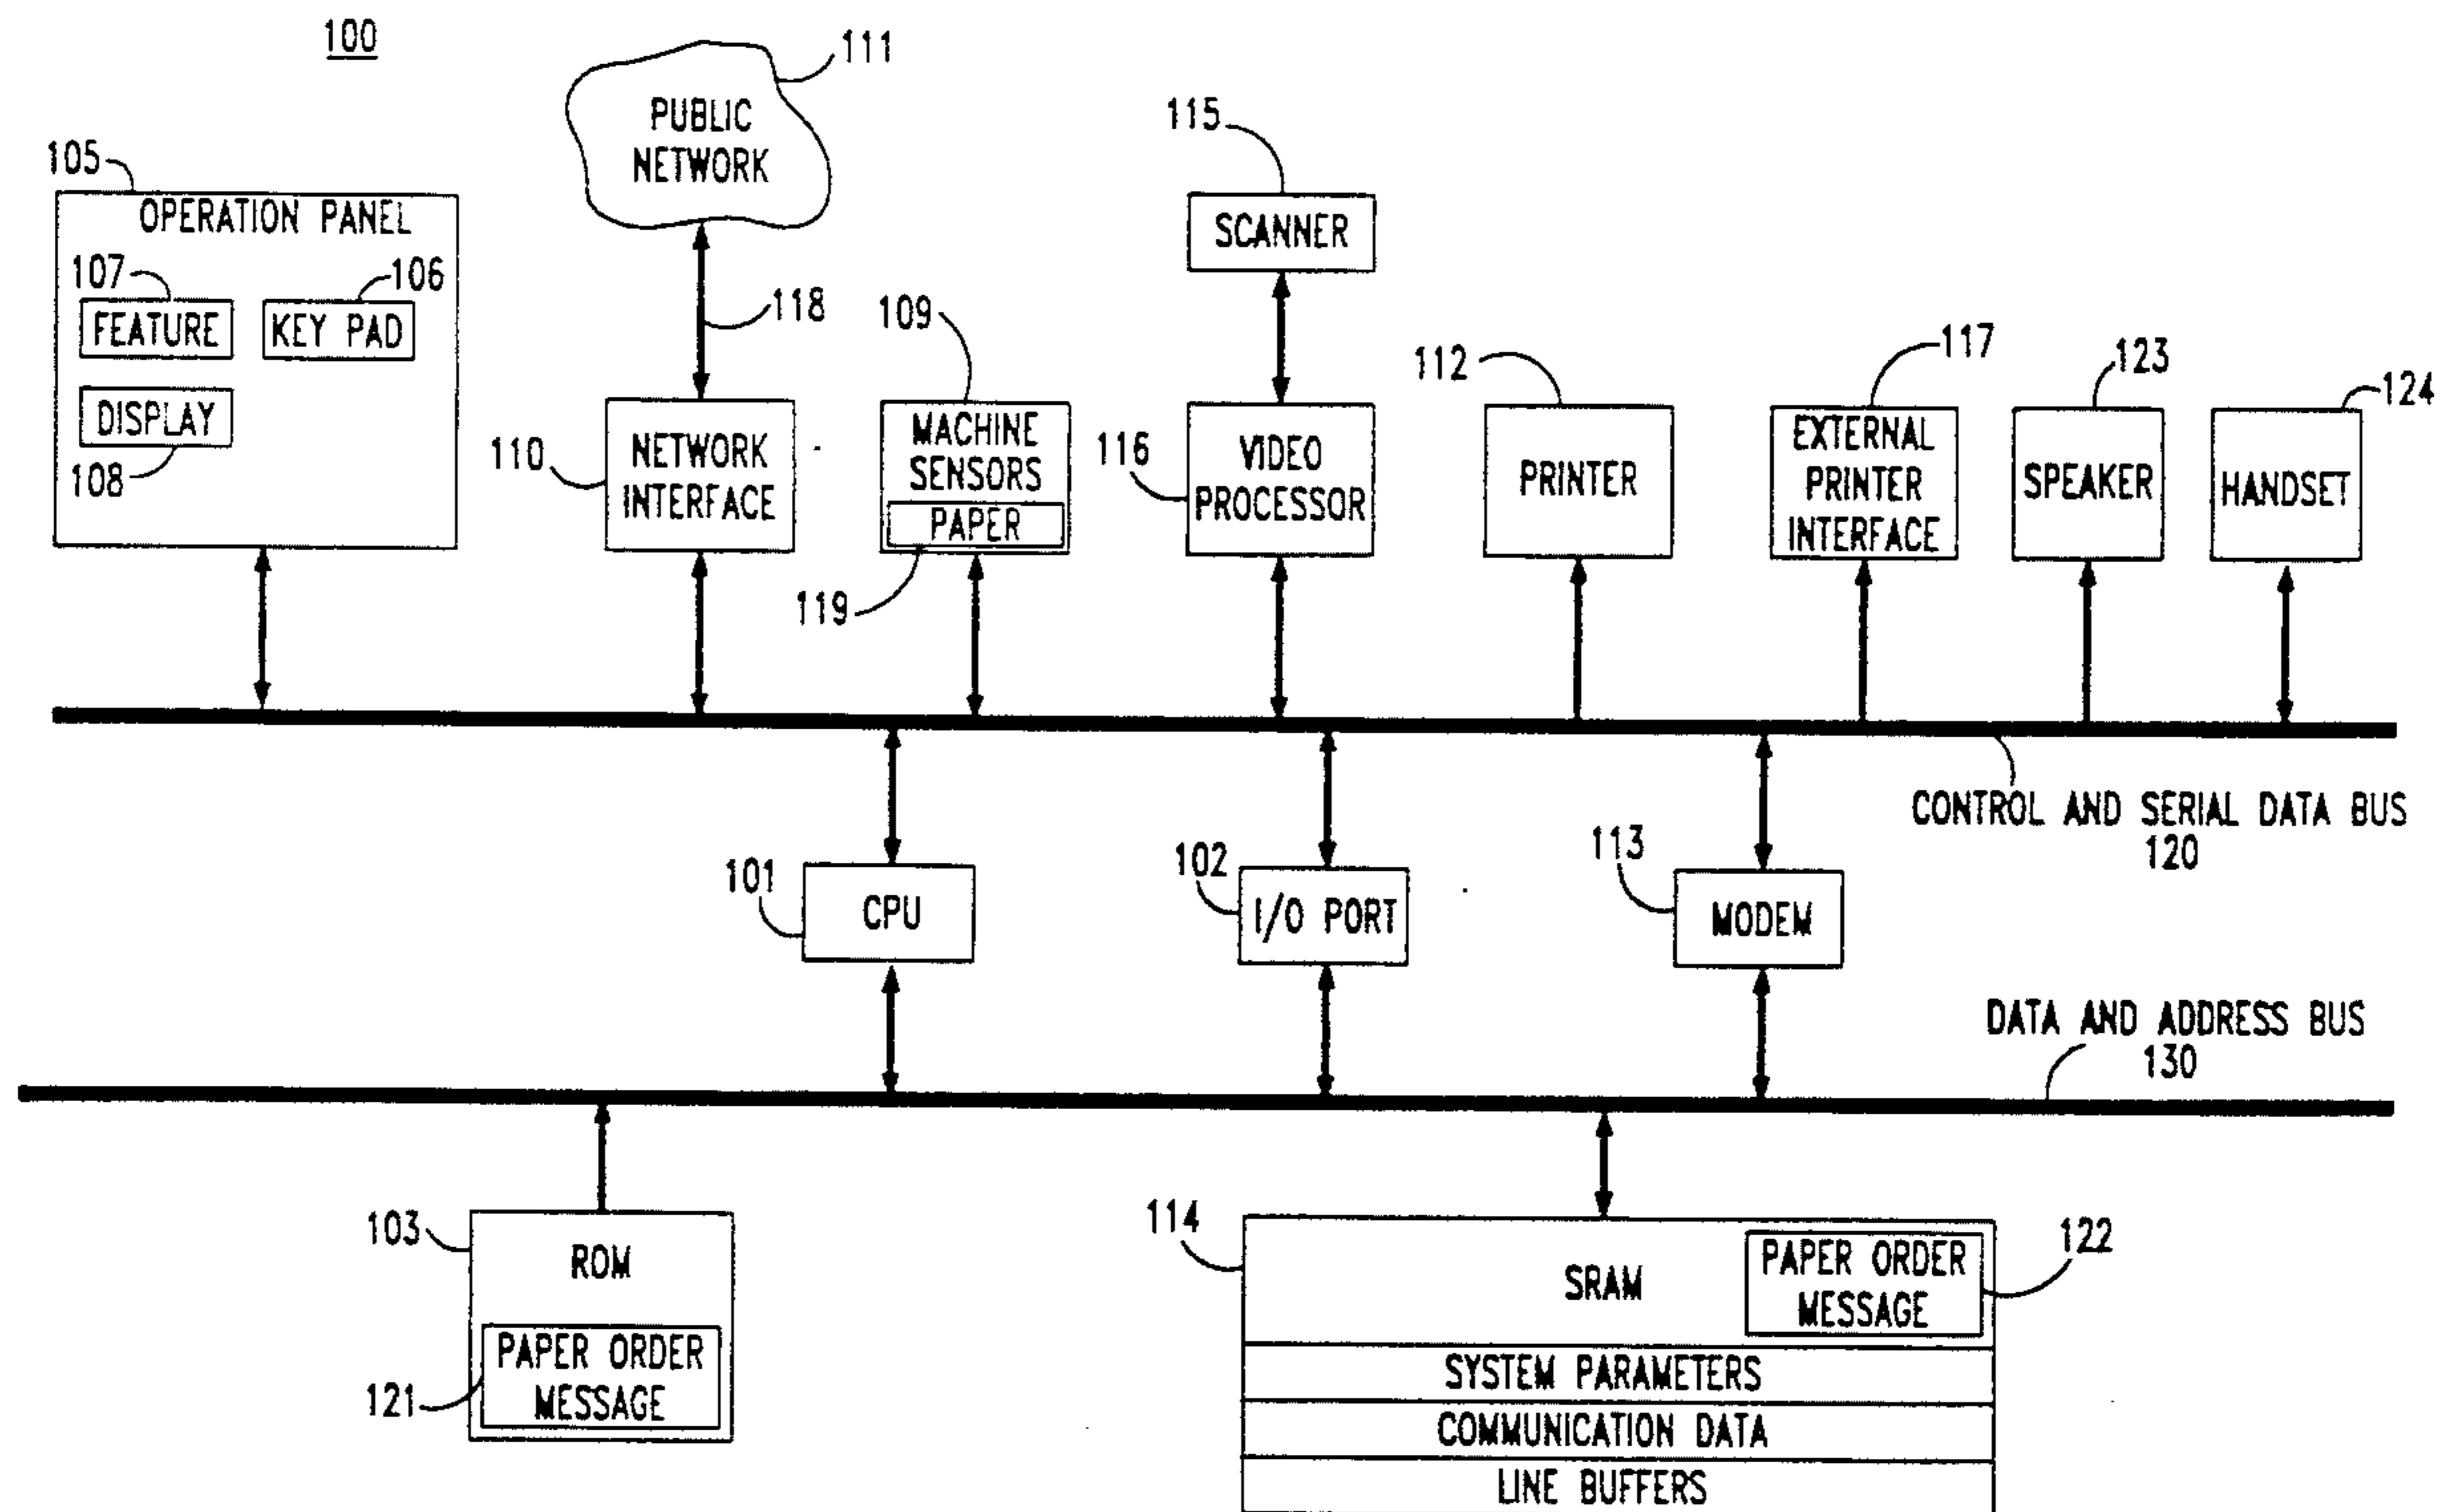 100
111
PUBLIC
NETWORK
115
SCANNER
105
OPERATION PANEL
107
106
FEATURE
KEY PAD
DISPLAY
108
118
109
110
NETWORK
INTERFACE
MACHINE
SENSORS
PAPER
119
116
VIDEO
PROCESSOR
112
PRINTER
117
EXTERNAL
PRINTER
INTERFACE
123
SPEAKER
124
HANDSET
CONTROL AND SERIAL DATA BUS
120
101
CPU
102
I/O PORT
113
MODEM
DATA AND ADDRESS BUS
130
103
ROM
PAPER ORDER
MESSAGE
121
114
SRAM
PAPER ORDER
MESSAGE
122
SYSTEM PARAMETERS
COMMUNICATION DATA
LINE BUFFERS